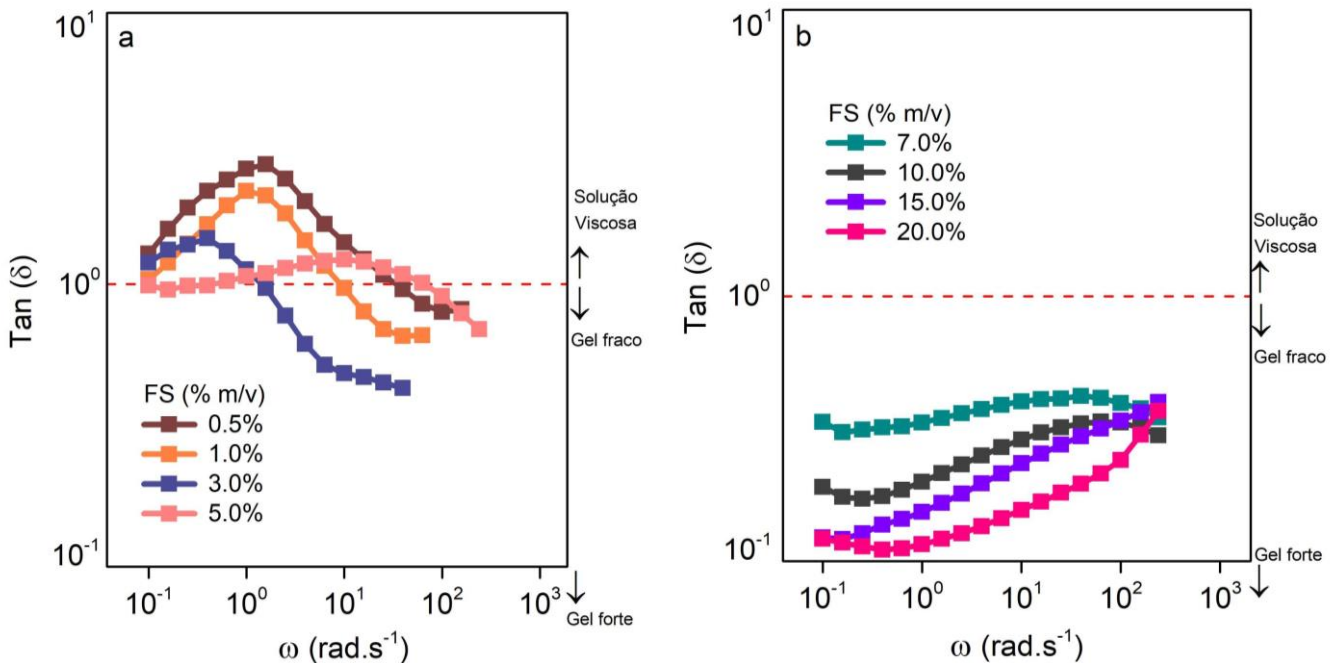 a
10¹
10⁰
10⁻¹
Tan (δ)
FS (% m/v)
0.5%
1.0%
3.0%
5.0%
10⁻¹ 10⁰ 10¹ 10² 10³
ω (rad.s⁻¹)
Solução
Viscosa
Gel fraco
Gel forte
b
10¹
10⁰
10⁻¹
Tan (δ)
FS (% m/v)
7.0%
10.0%
15.0%
20.0%
10⁻¹ 10⁰ 10¹ 10² 10³
ω (rad.s⁻¹)
Solução
Viscosa
Gel fraco
Gel forte